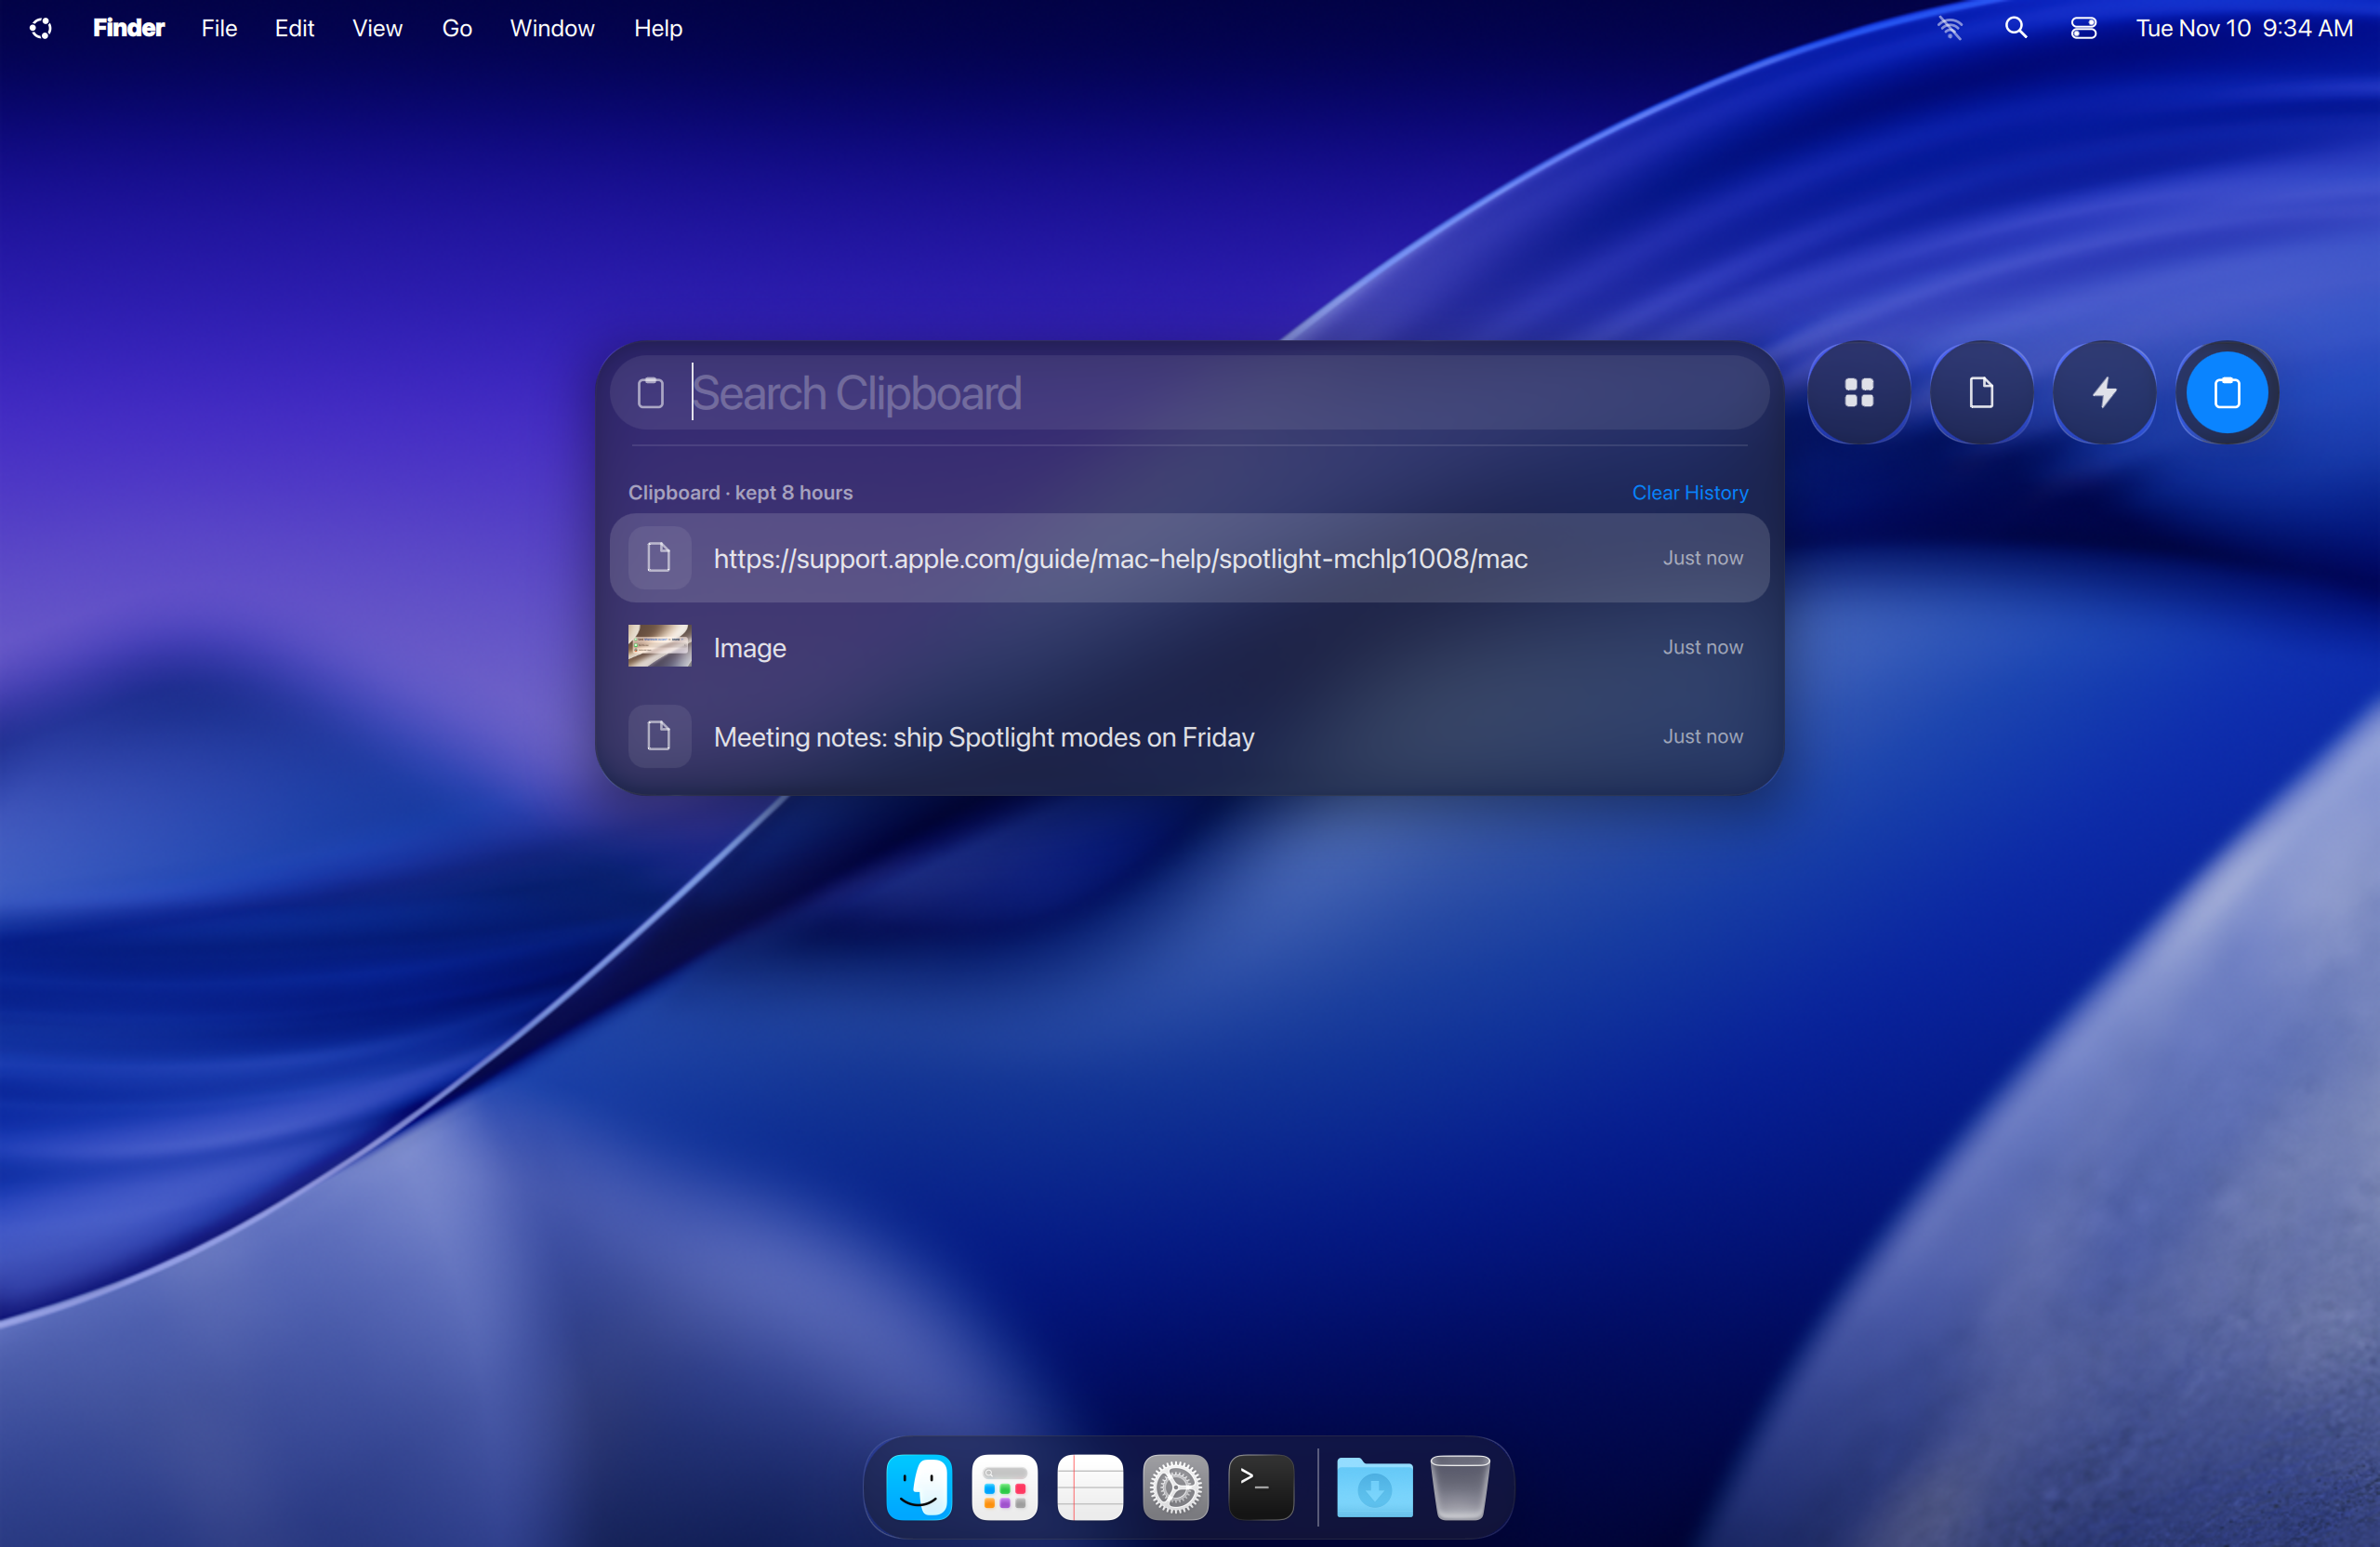 Finder File Edit View Go Window Help Tue Nov 10 9:34 AM
Search Clipboard
Clipboard · kept 8 hours Clear History
https://support.apple.com/guide/mac-help/spotlight-mchlp1008/mac Just now
Image Just now
Meeting notes: ship Spotlight modes on Friday Just now
>_